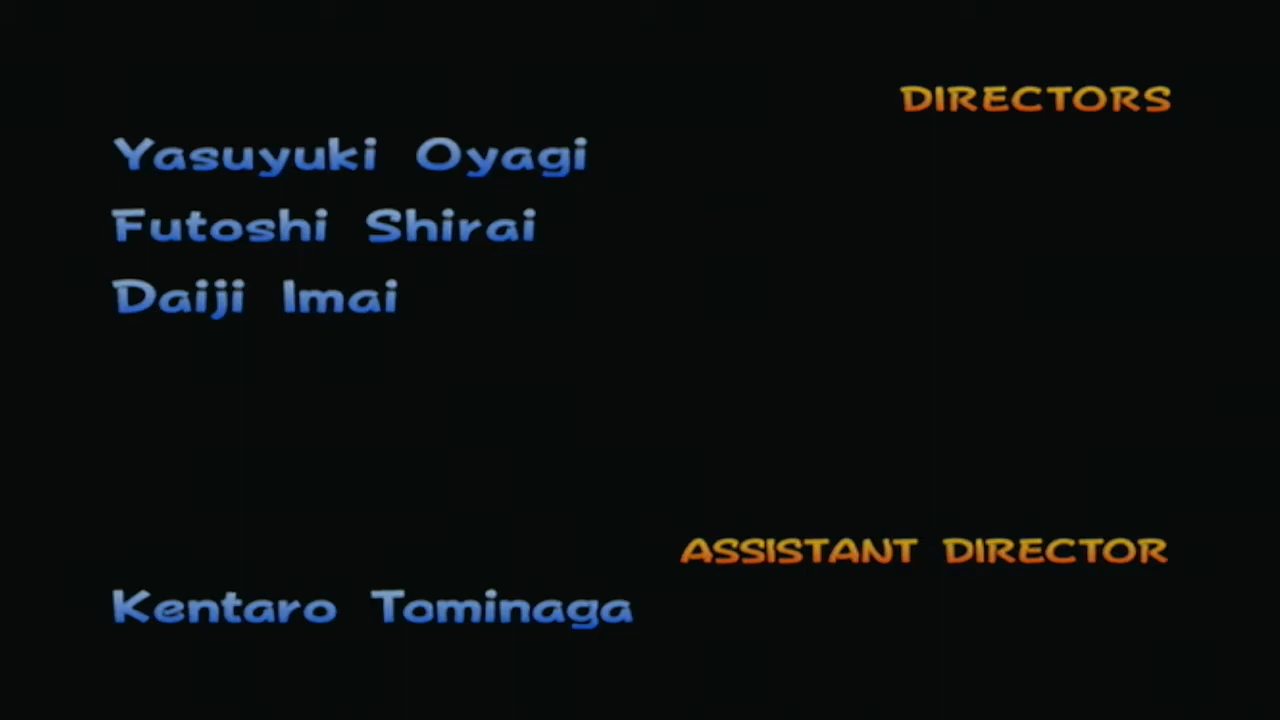 DIRECTORS
Yasuyuki Oyagi
Futoshi Shirai
Daiji Imai
ASSISTANT DIRECTOR
Kentaro Tominaga